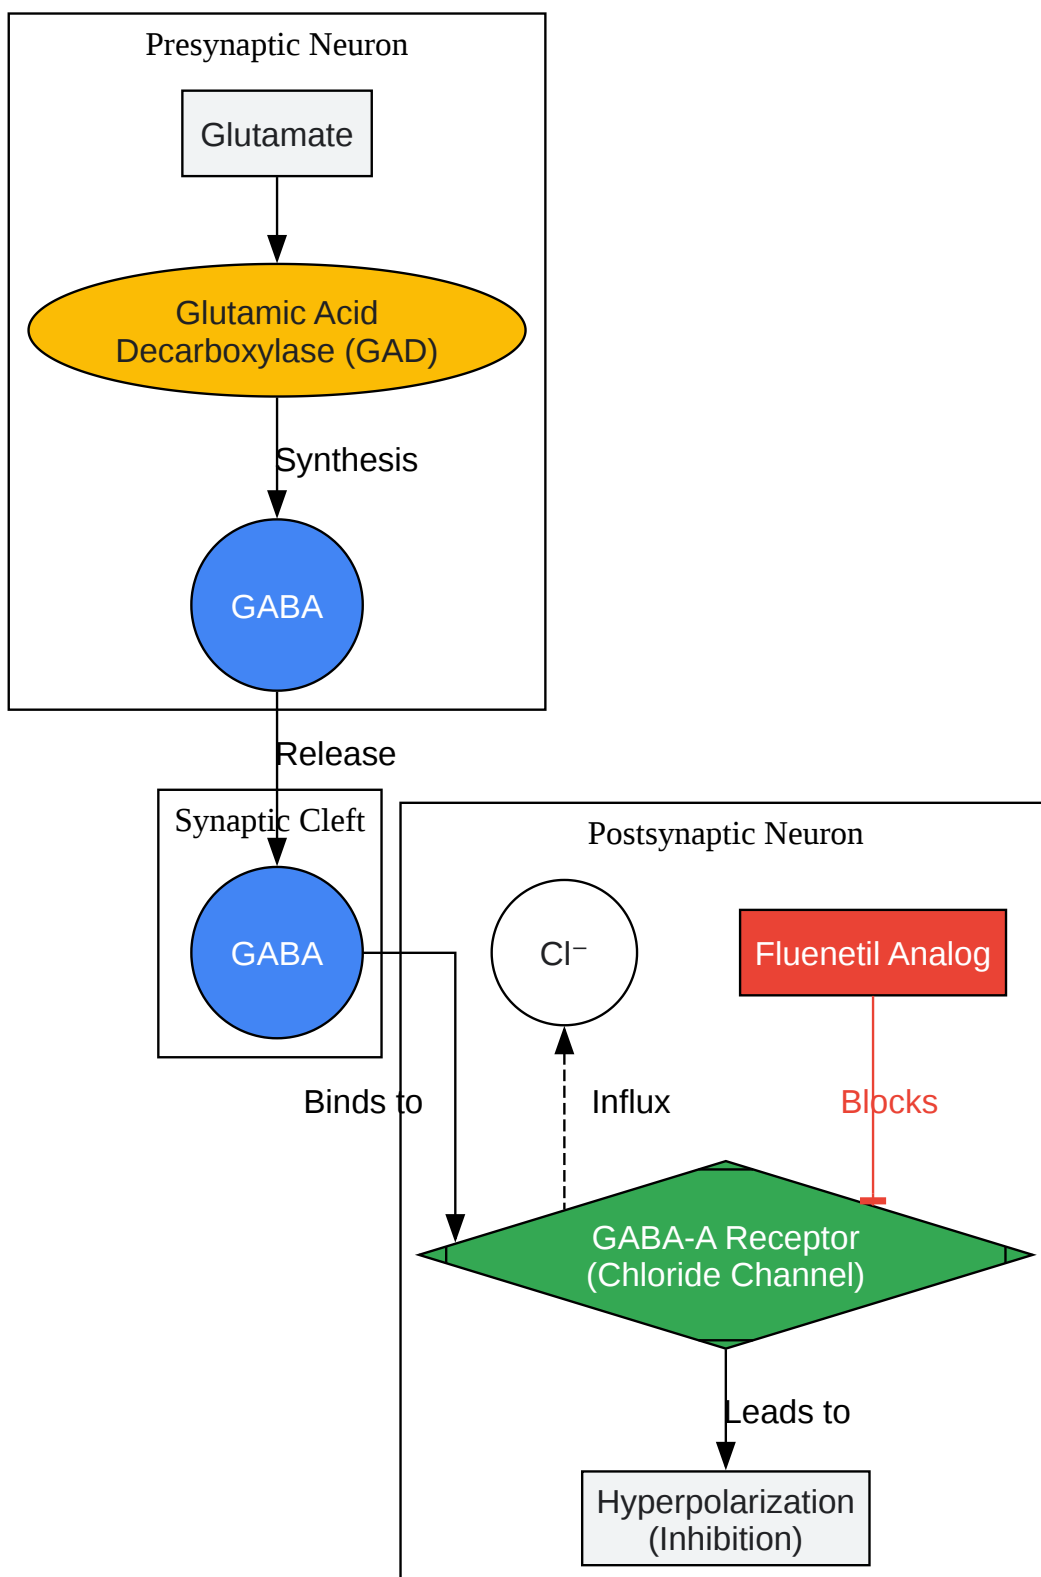 Presynaptic Neuron
Glutamate
Glutamic Acid
Decarboxylase (GAD)
Synthesis
GABA
Release
Synaptic Cleft
GABA
Binds to
Postsynaptic Neuron
Cl⁻
Fluenetil Analog
Influx
Blocks
GABA-A Receptor
(Chloride Channel)
Leads to
Hyperpolarization
(Inhibition)